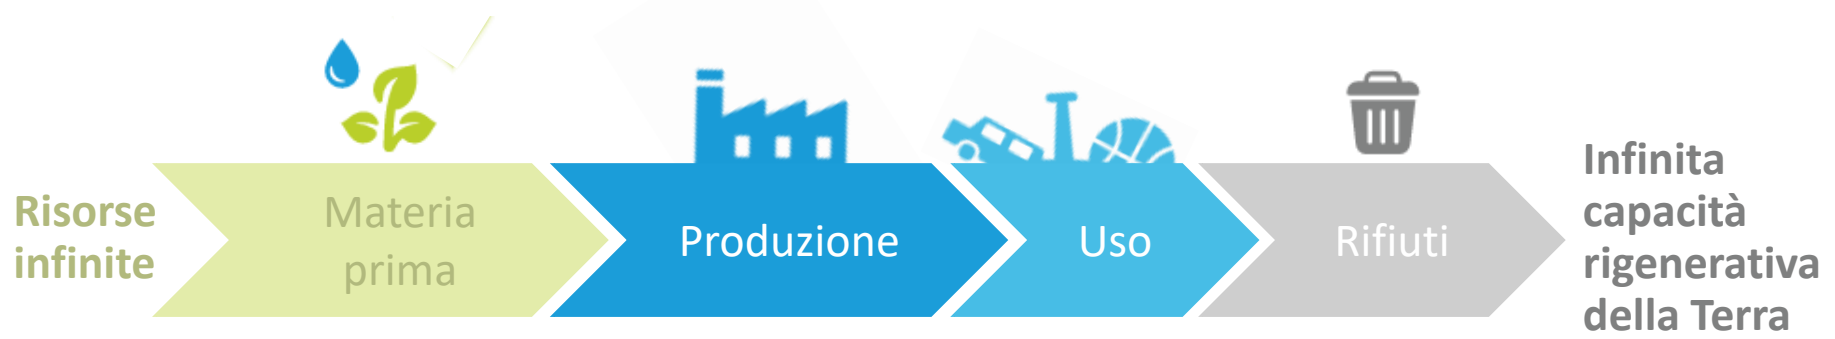 Risorse
infinite
Materia
prima
Produzione
Uso
Rifiuti
Infinita
capacità
rigenerativa
della Terra